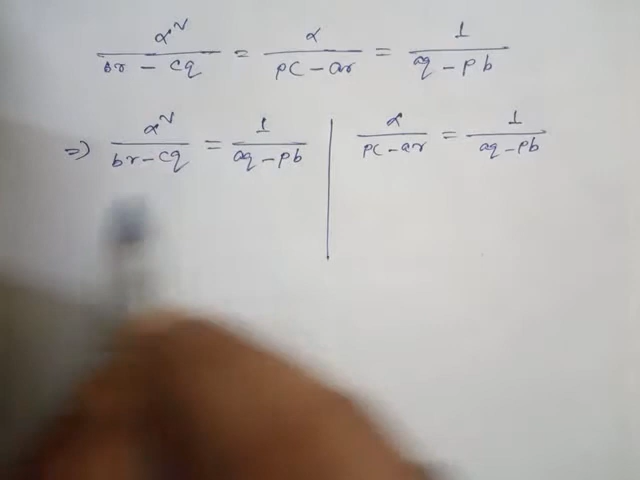 α² / (br - cq) = α / (pc - ar) = 1 / (aq - pb)
⇒) α² / (br - cq) = 1 / (aq - pb) | α / (pc - ar) = 1 / (aq - pb)